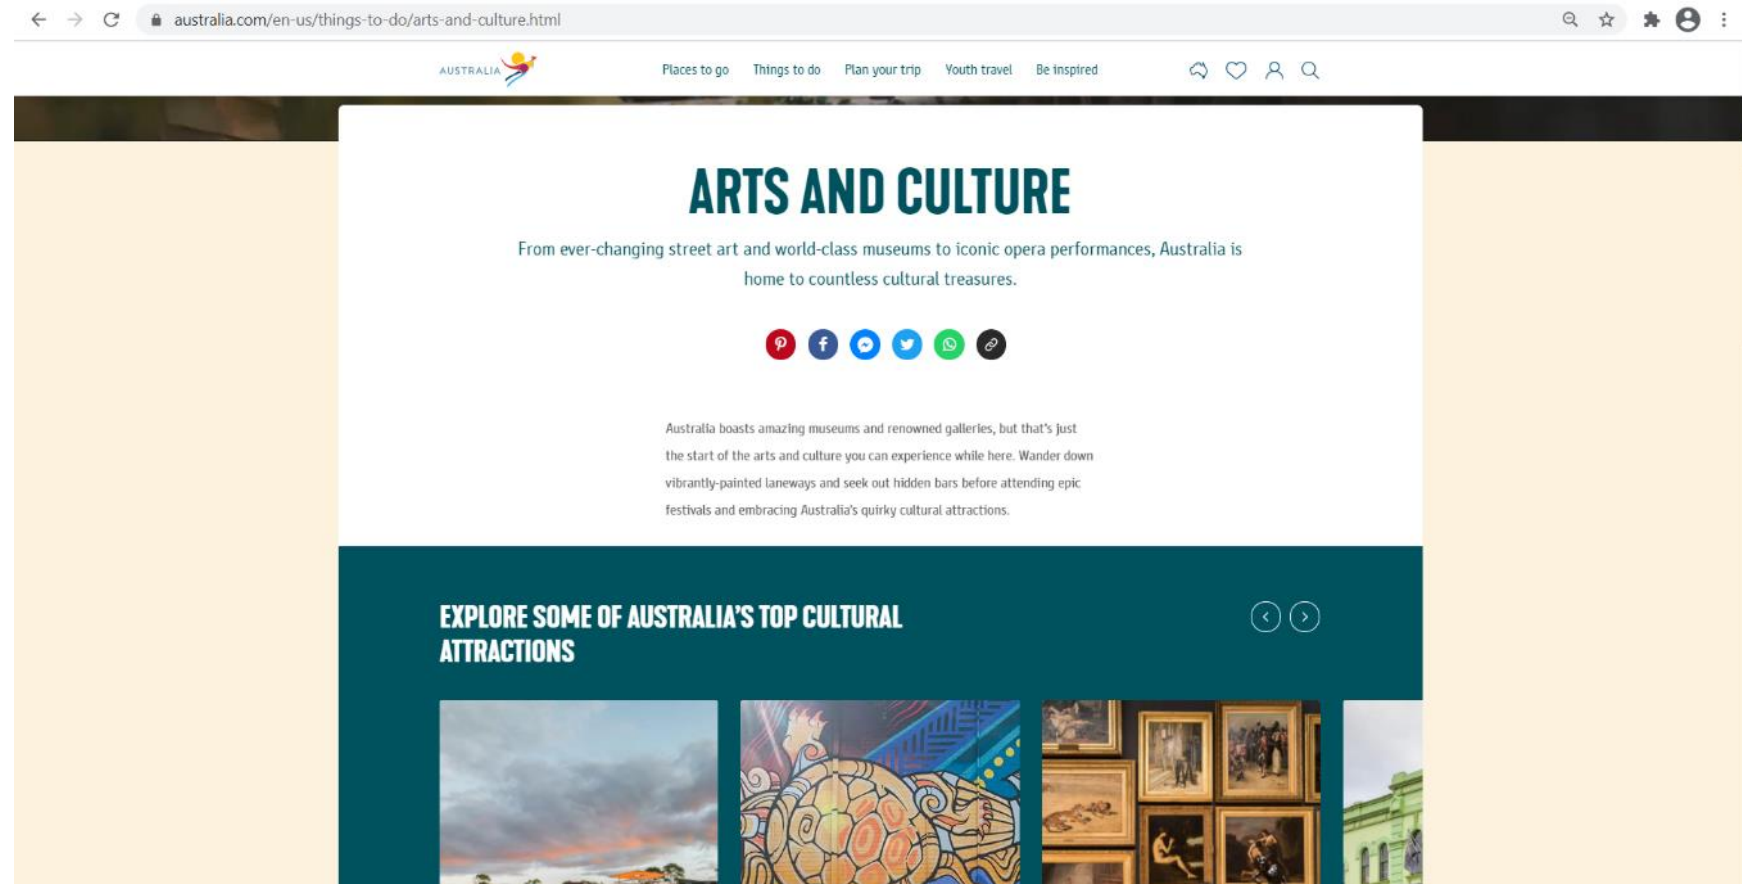 australia.com/en-us/things-to-do/arts-and-culture.html
AUSTRALIA
Places to go
Things to do
Plan your trip
Youth travel
Be inspired
ARTS AND CULTURE
From ever-changing street art and world-class museums to iconic opera performances, Australia is
home to countless cultural treasures.
Australia boasts amazing museums and renowned galleries, but that's just
the start of the arts and culture you can experience while here. Wander down
vibrantly-painted laneways and seek out hidden bars before attending epic
festivals and embracing Australia's quirky cultural attractions.
EXPLORE SOME OF AUSTRALIA'S TOP CULTURAL
ATTRACTIONS